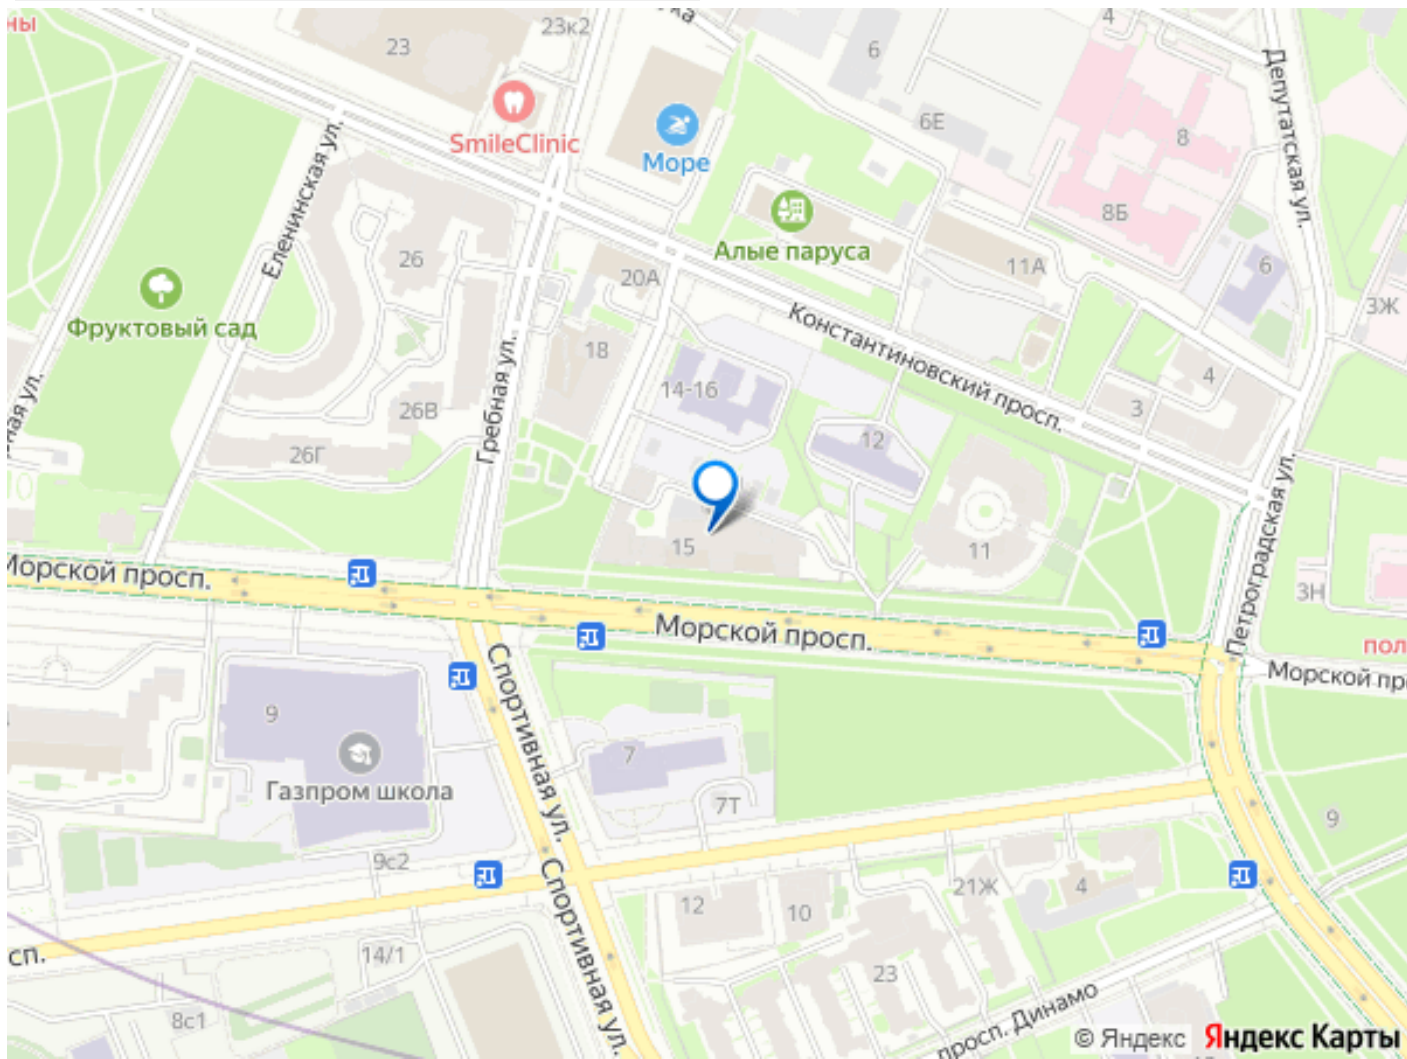 23
23к2
4
6
SmileClinic
Море
6Е
8
Депутатская ул.
Еленинская ул.
8Б
Алые паруса
26
20А
11А
6
3Ж
Фруктовый сад
Константиновский просп.
18
14-16
4
3
Гребная ул.
26В
12
26Г
Петроградская ул.
15
11
Морской просп.
3Н
Морской просп.
Спортивная ул.
9
7
Газпром школа
7Т
9
9с2
Спортивная ул.
21Ж
4
12
10
14/1
23
8с1
просп. Динамо
© Яндекс Яндекс Карты